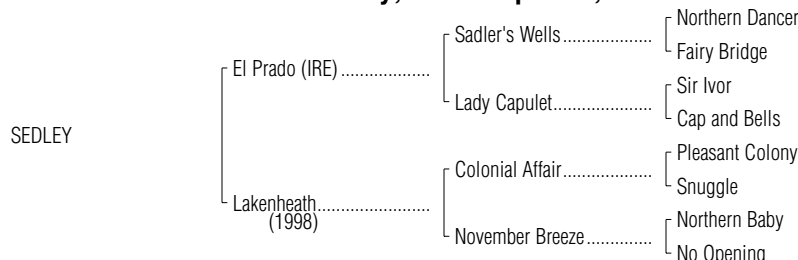 Northern Dancer
Sadler's Wells
Fairy Bridge
El Prado (IRE)
Sir Ivor
Lady Capulet
Cap and Bells
SEDLEY
Pleasant Colony
Colonial Affair
Snuggle
Lakenheath
(1998)
Northern Baby
November Breeze
No Opening